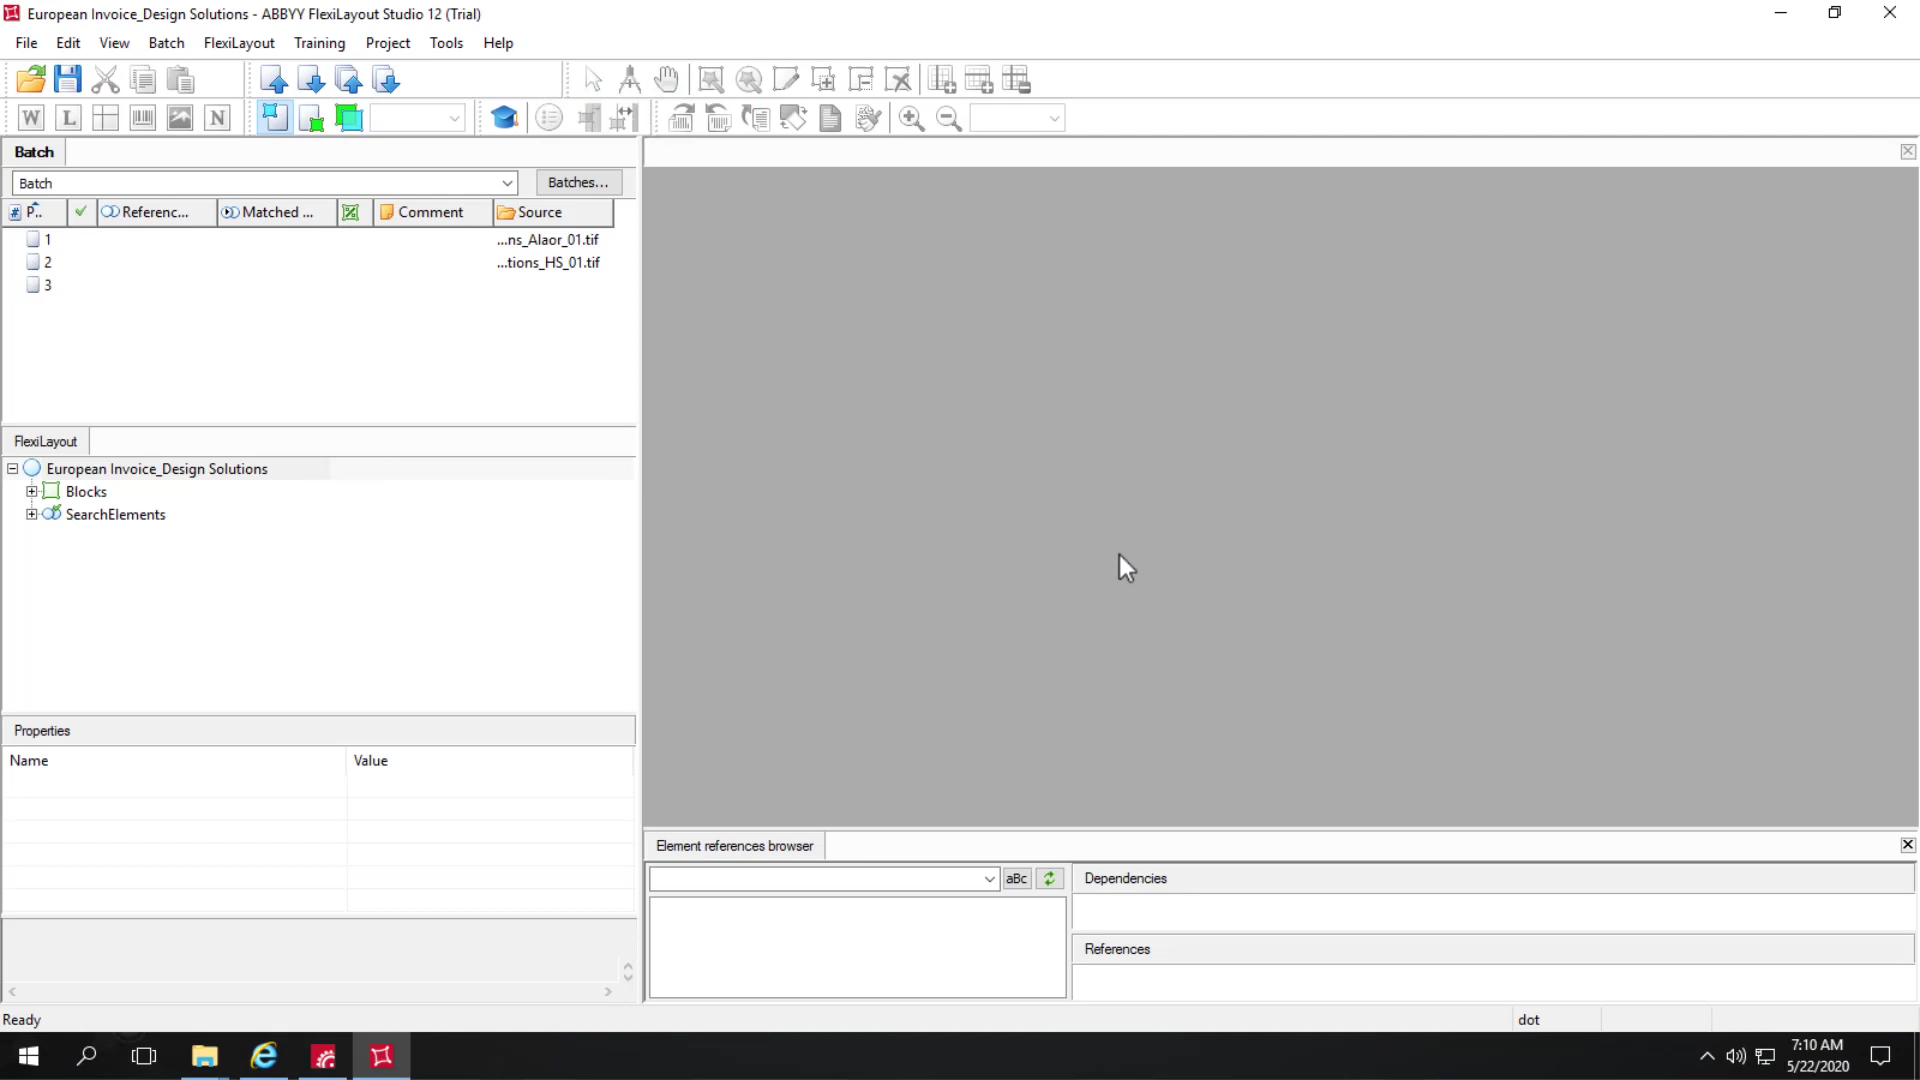 European Invoice_Design Solutions - ABBYY FlexiLayout Studio 12 (Trial)
File Edit View Batch FlexiLayout Training Project Tools Help
W L N
Batch
Batch Batches...
# P.. Referenc... Matched ... Comment Source
1 ...ns_Alaor_01.tif
2 ...tions_HS_01.tif
3
FlexiLayout
European Invoice_Design Solutions
Blocks
SearchElements
Properties
Name Value
Element references browser
aBc Dependencies
References
Ready dot
7:10 AM
5/22/2020